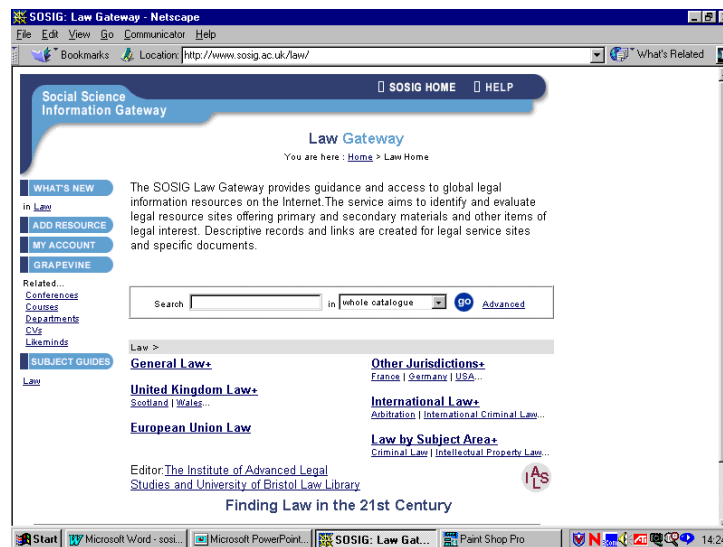 SOSIG: Law Gateway - Netscape
File Edit View Go Communicator Help
Bookmarks Location: http://www.sosig.ac.uk/law/ What's Related
Social Science
Information Gateway
SOSIG HOME HELP
Law Gateway
You are here : Home > Law Home
WHAT'S NEW
in Law
ADD RESOURCE
MY ACCOUNT
GRAPEVINE
Related...
Conferences
Courses
Departments
CVs
Likeminds
SUBJECT GUIDES
Law
The SOSIG Law Gateway provides guidance and access to global legal
information resources on the Internet.The service aims to identify and evaluate
legal resource sites offering primary and secondary materials and other items of
legal interest. Descriptive records and links are created for legal service sites
and specific documents.
Search in whole catalogue go Advanced
Law >
General Law+
United Kingdom Law+
Scotland | Wales...
European Union Law
Other Jurisdictions+
France | Germany | USA...
International Law+
Arbitration | International Criminal Law...
Law by Subject Area+
Criminal Law | Intellectual Property Law...
Editor:The Institute of Advanced Legal
Studies and University of Bristol Law Library
IALS
Finding Law in the 21st Century
Start Microsoft Word - sosi... Microsoft PowerPoint... SOSIG: Law Gat... Paint Shop Pro